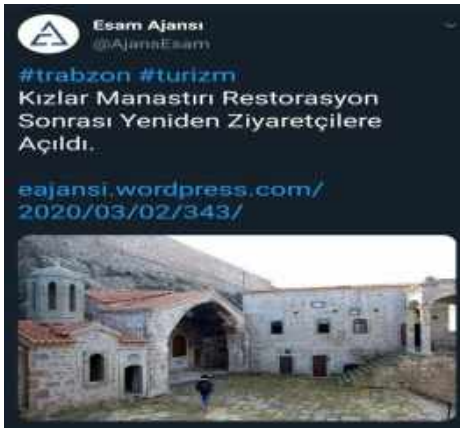 Esam Ajansı
@AjansEsam
#trabzon #turizm
Kızlar Manastırı Restorasyon
Sonrası Yeniden Ziyaretçilere
Açıldı.
eajansi.wordpress.com/
2020/03/02/343/